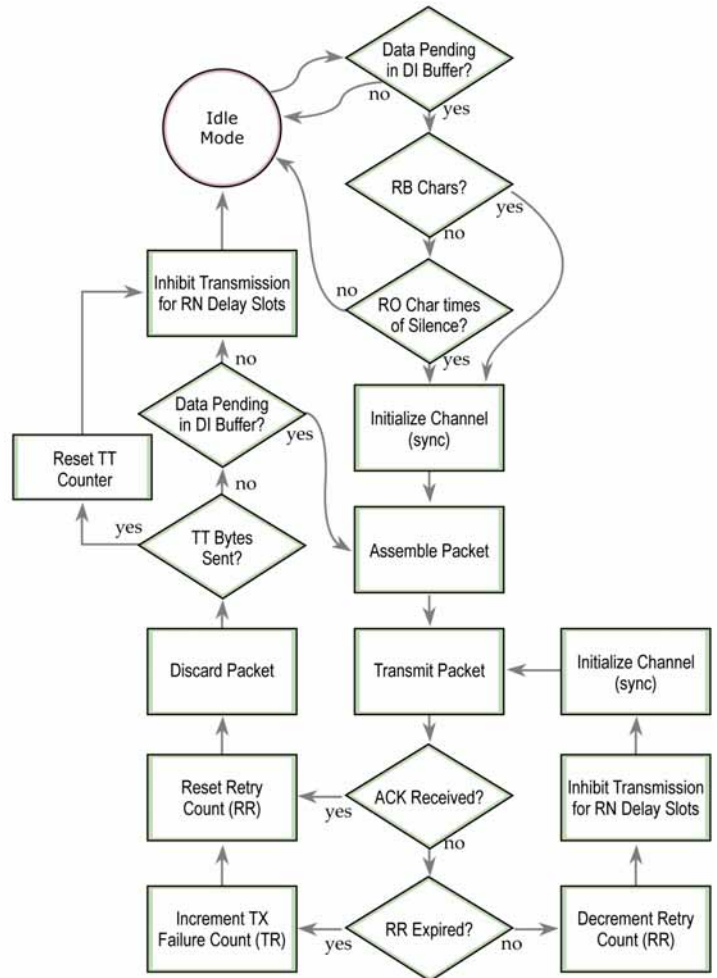 Data Pending
in DI Buffer?
no
yes
Idle
Mode
RB Chars?
yes
no
Inhibit Transmission
for RN Delay Slots
no
RO Char times
of Silence?
yes
no
Data Pending
in DI Buffer?
yes
Initialize Channel
(sync)
Reset TT
Counter
no
yes
TT Bytes
Sent?
Assemble Packet
Discard Packet
Transmit Packet
Initialize Channel
(sync)
Reset Retry
Count (RR)
yes
ACK Received?
no
Inhibit Transmission
for RN Delay Slots
Increment TX
Failure Count (TR)
yes
RR Expired?
no
Decrement Retry
Count (RR)